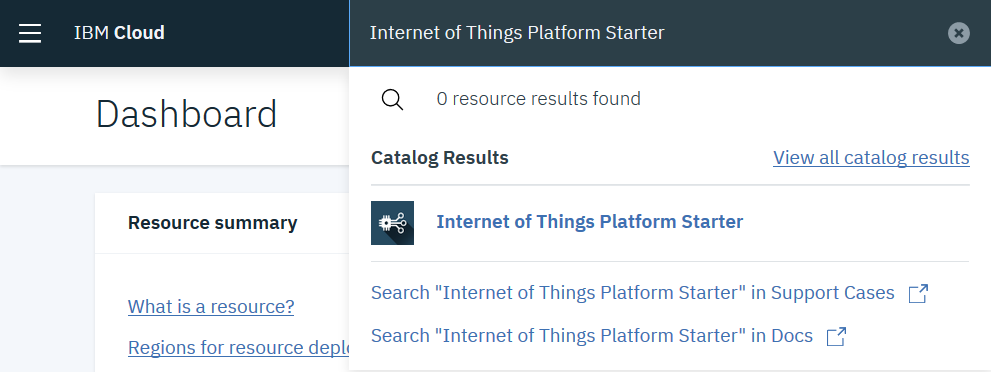 IBM Cloud
Internet of Things Platform Starter
Dashboard
0 resource results found
Catalog Results
View all catalog results
Internet of Things Platform Starter
Resource summary
Search "Internet of Things Platform Starter" in Support Cases
What is a resource?
Search "Internet of Things Platform Starter" in Docs
Regions for resource depl